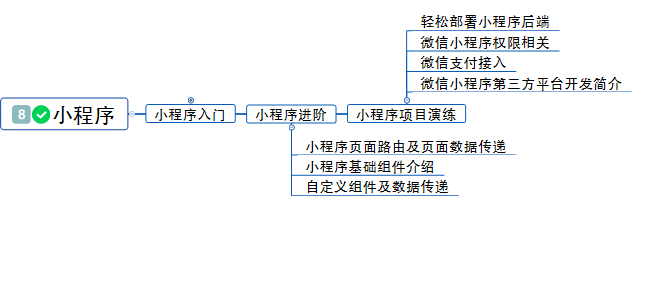 轻松部署小程序后端
微信小程序权限相关
微信支付接入
微信小程序第三方平台开发简介
8 小程序
小程序入门
小程序进阶
小程序项目演练
小程序页面路由及页面数据传递
小程序基础组件介绍
自定义组件及数据传递